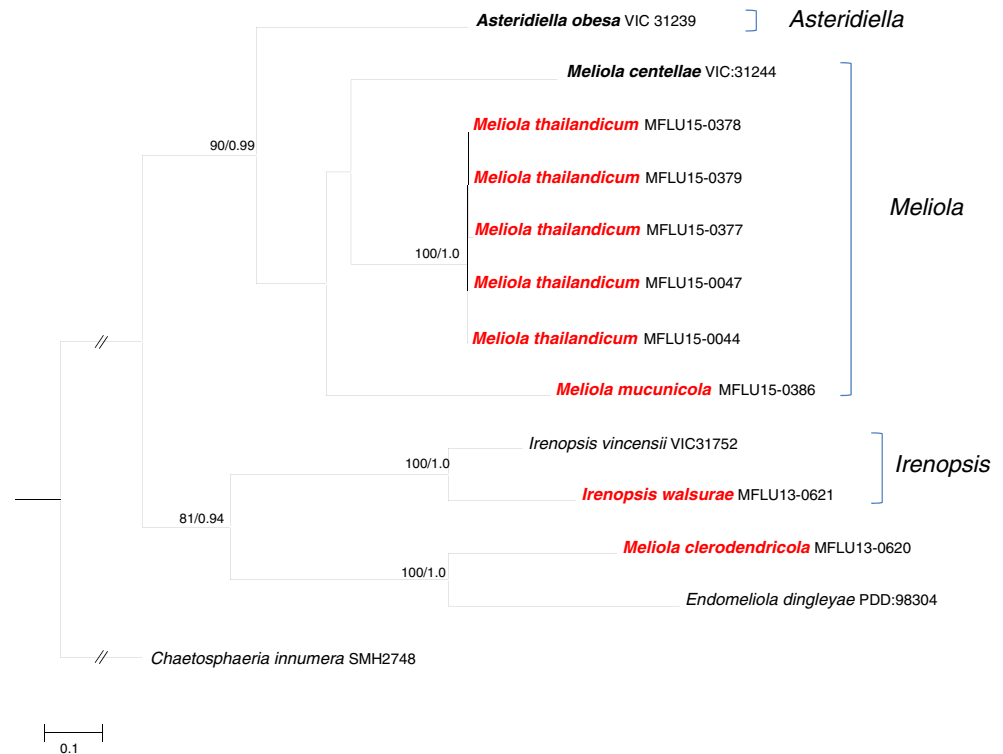 Asteridiella obesa VIC 31239
Asteridiella
Meliola centellae VIC:31244
Meliola thailandicum MFLU15-0378
90/0.99
Meliola thailandicum MFLU15-0379
Meliola
Meliola thailandicum MFLU15-0377
100/1.0
Meliola thailandicum MFLU15-0047
Meliola thailandicum MFLU15-0044
Meliola mucunicola MFLU15-0386
Irenopsis vincensii VIC31752
100/1.0
Irenopsis
Irenopsis walsurae MFLU13-0621
81/0.94
Meliola clerodendricola MFLU13-0620
100/1.0
Endomeliola dingleyae PDD:98304
Chaetosphaeria innumera SMH2748
0.1